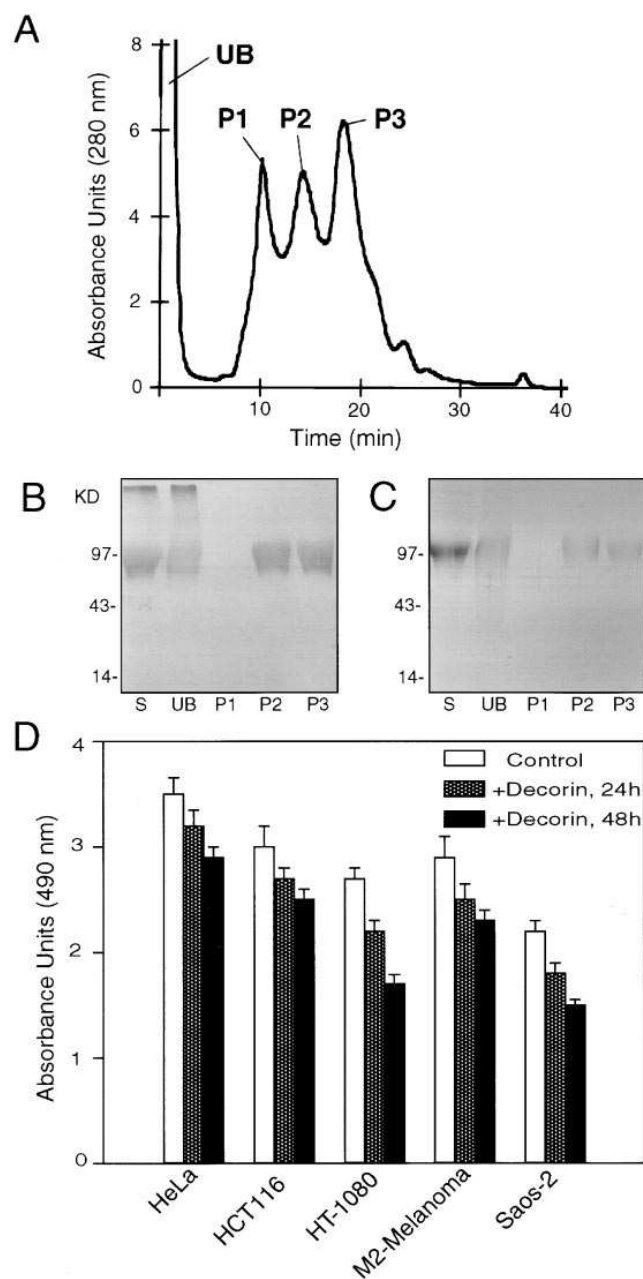 A
Absorbance Units (280 nm)
8
6
4
2
0
UB
P1
P2
P3
10
20
30
40
Time (min)
B
KD
97-
43-
14-
S UB P1 P2 P3
C
97-
43-
14-
S UB P1 P2 P3
D
Absorbance Units (490 nm)
4
3
2
1
0
Control
+Decorin, 24h
+Decorin, 48h
HeLa
HCT116
HT-1080
M2-Melanoma
Saos-2